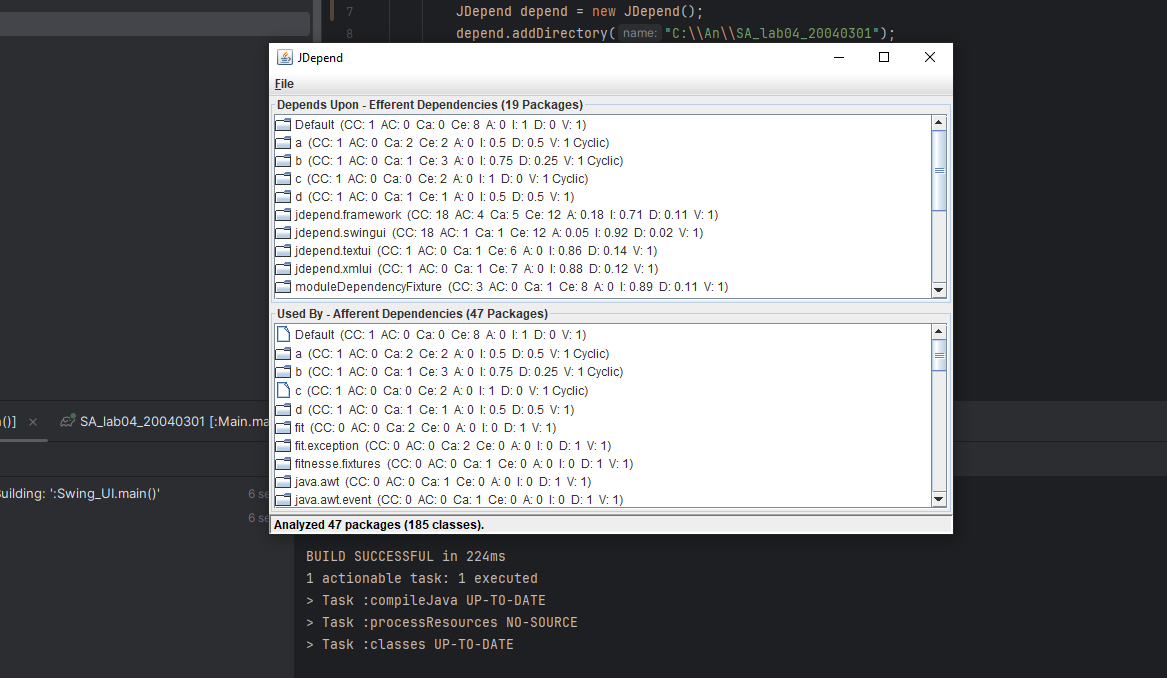 7 JDepend depend = new JDepend();
8 depend.addDirectory( name: "C:\\An\\SA_lab04_20040301");
JDepend
File
Depends Upon - Efferent Dependencies (19 Packages)
Default (CC: 1 AC: 0 Ca: 0 Ce: 8 A: 0 I: 1 D: 0 V: 1)
a (CC: 1 AC: 0 Ca: 2 Ce: 2 A: 0 I: 0.5 D: 0.5 V: 1 Cyclic)
b (CC: 1 AC: 0 Ca: 1 Ce: 3 A: 0 I: 0.75 D: 0.25 V: 1 Cyclic)
c (CC: 1 AC: 0 Ca: 0 Ce: 2 A: 0 I: 1 D: 0 V: 1 Cyclic)
d (CC: 1 AC: 0 Ca: 1 Ce: 1 A: 0 I: 0.5 D: 0.5 V: 1)
jdepend.framework (CC: 18 AC: 4 Ca: 5 Ce: 12 A: 0.18 I: 0.71 D: 0.11 V: 1)
jdepend.swingui (CC: 18 AC: 1 Ca: 1 Ce: 12 A: 0.05 I: 0.92 D: 0.02 V: 1)
jdepend.textui (CC: 1 AC: 0 Ca: 1 Ce: 6 A: 0 I: 0.86 D: 0.14 V: 1)
jdepend.xmlui (CC: 1 AC: 0 Ca: 1 Ce: 7 A: 0 I: 0.88 D: 0.12 V: 1)
moduleDependencyFixture (CC: 3 AC: 0 Ca: 1 Ce: 8 A: 0 I: 0.89 D: 0.11 V: 1)
Used By - Afferent Dependencies (47 Packages)
Default (CC: 1 AC: 0 Ca: 0 Ce: 8 A: 0 I: 1 D: 0 V: 1)
a (CC: 1 AC: 0 Ca: 2 Ce: 2 A: 0 I: 0.5 D: 0.5 V: 1 Cyclic)
b (CC: 1 AC: 0 Ca: 1 Ce: 3 A: 0 I: 0.75 D: 0.25 V: 1 Cyclic)
c (CC: 1 AC: 0 Ca: 0 Ce: 2 A: 0 I: 1 D: 0 V: 1 Cyclic)
d (CC: 1 AC: 0 Ca: 1 Ce: 1 A: 0 I: 0.5 D: 0.5 V: 1)
fit (CC: 0 AC: 0 Ca: 2 Ce: 0 A: 0 I: 0 D: 1 V: 1)
fit.exception (CC: 0 AC: 0 Ca: 2 Ce: 0 A: 0 I: 0 D: 1 V: 1)
fitnesse.fixtures (CC: 0 AC: 0 Ca: 1 Ce: 0 A: 0 I: 0 D: 1 V: 1)
java.awt (CC: 0 AC: 0 Ca: 1 Ce: 0 A: 0 I: 0 D: 1 V: 1)
java.awt.event (CC: 0 AC: 0 Ca: 1 Ce: 0 A: 0 I: 0 D: 1 V: 1)
Analyzed 47 packages (185 classes).
()] SA_lab04_20040301 [:Main.ma
uilding: ':Swing_UI.main()' 6 se
6 se
BUILD SUCCESSFUL in 224ms
1 actionable task: 1 executed
> Task :compileJava UP-TO-DATE
> Task :processResources NO-SOURCE
> Task :classes UP-TO-DATE